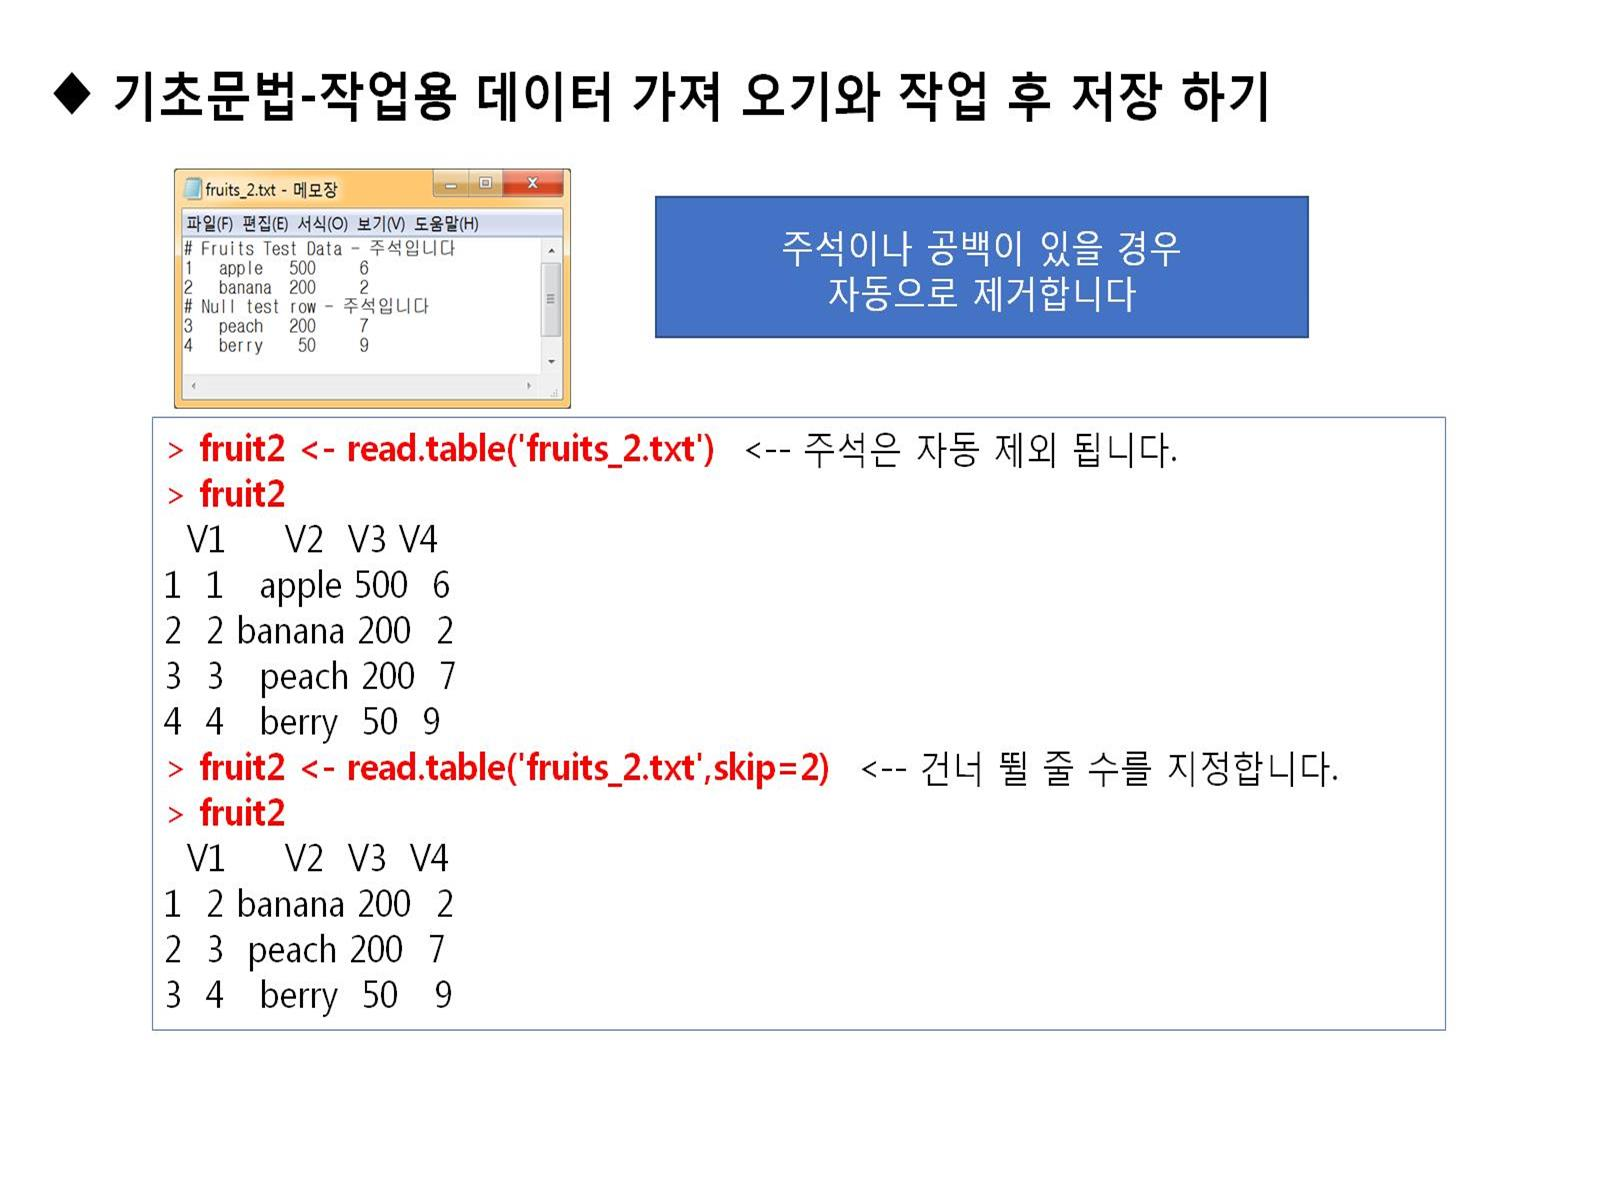 ◆ 기초문법-작업용 데이터 가져 오기와 작업 후 저장 하기
fruits_2.txt - 메모장
파일(F) 편집(E) 서식(O) 보기(V) 도움말(H)
# Fruits Test Data - 주석입니다
1 apple 500 6
2 banana 200 2
# Null test row - 주석입니다
3 peach 200 7
4 berry 50 9
주석이나 공백이 있을 경우
자동으로 제거합니다
> fruit2 <- read.table('fruits_2.txt') <-- 주석은 자동 제외 됩니다.
> fruit2
V1 V2 V3 V4
1 1 apple 500 6
2 2 banana 200 2
3 3 peach 200 7
4 4 berry 50 9
> fruit2 <- read.table('fruits_2.txt',skip=2) <-- 건너 뛸 줄 수를 지정합니다.
> fruit2
V1 V2 V3 V4
1 2 banana 200 2
2 3 peach 200 7
3 4 berry 50 9